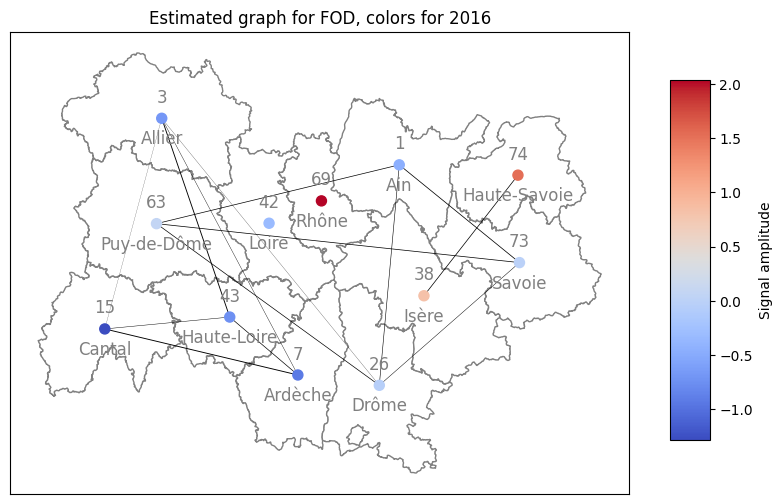 Estimated graph for FOD, colors for 2016
3
Allier
1
Ain
74
Haute-Savoie
69
Rhône
63
Puy-de-Dôme
42
Loire
73
Savoie
38
Isère
15
Cantal
43
Haute-Loire
7
Ardèche
26
Drôme
2.0
1.5
1.0
0.5
0.0
−0.5
−1.0
Signal amplitude